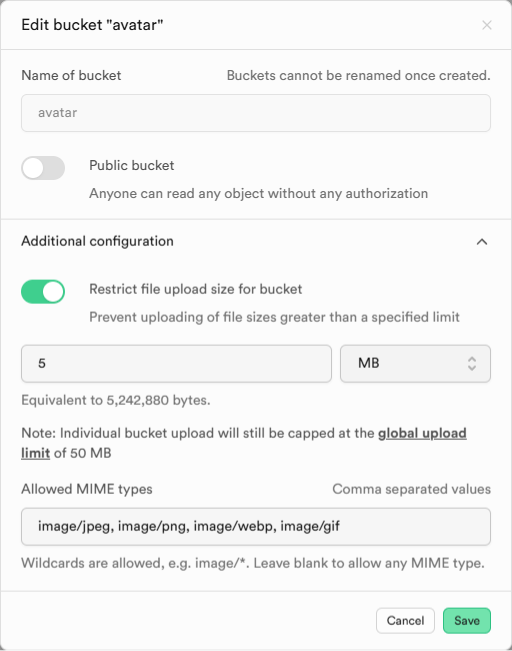 Edit bucket "avatar"
Name of bucket Buckets cannot be renamed once created.
avatar
Public bucket
Anyone can read any object without any authorization
Additional configuration
Restrict file upload size for bucket
Prevent uploading of file sizes greater than a specified limit
5 MB
Equivalent to 5,242,880 bytes.
Note: Individual bucket upload will still be capped at the global upload
limit of 50 MB
Allowed MIME types Comma separated values
image/jpeg, image/png, image/webp, image/gif
Wildcards are allowed, e.g. image/*. Leave blank to allow any MIME type.
Cancel Save